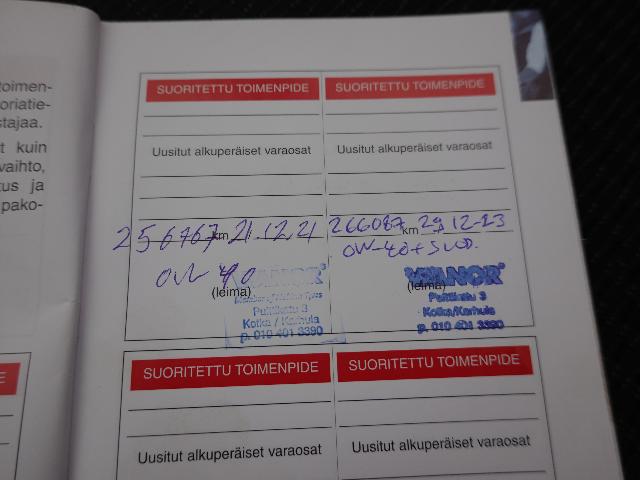 toimen-
oriatie-
stajaa.
t kuin
vaihto,
tus ja
pako-
E
SUORITETTU TOIMENPIDE
Uusitut alkuperäiset varaosat
256767 km 21.12.21
OW-40
(leima)
Puitikatu 3
Kotka / Karhula
p. 010 401 3390
SUORITETTU TOIMENPIDE
Uusitut alkuperäiset varaosat
266087 km 29 12-23
OW-40 + SUOD.
VIANOR
(leima)
Puitikatu 3
Kotka/Karhula
p. 010 401 3390
SUORITETTU TOIMENPIDE
Uusitut alkuperäiset varaosat
SUORITETTU TOIMENPIDE
Uusitut alkuperäiset varaosat